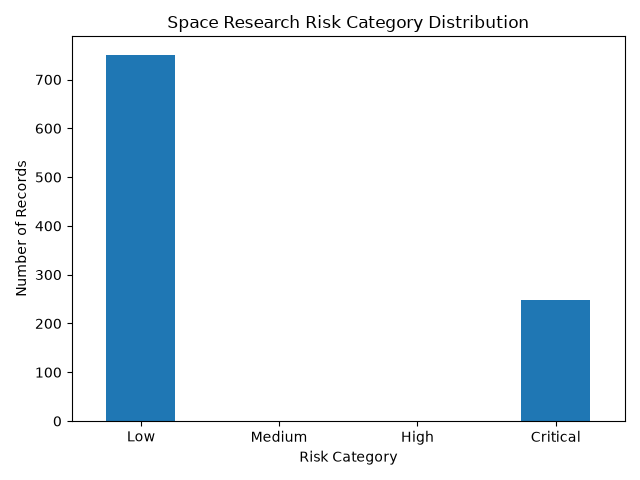 Space Research Risk Category Distribution
700
600
500
400
300
200
100
0
Number of Records
Low Medium High Critical
Risk Category